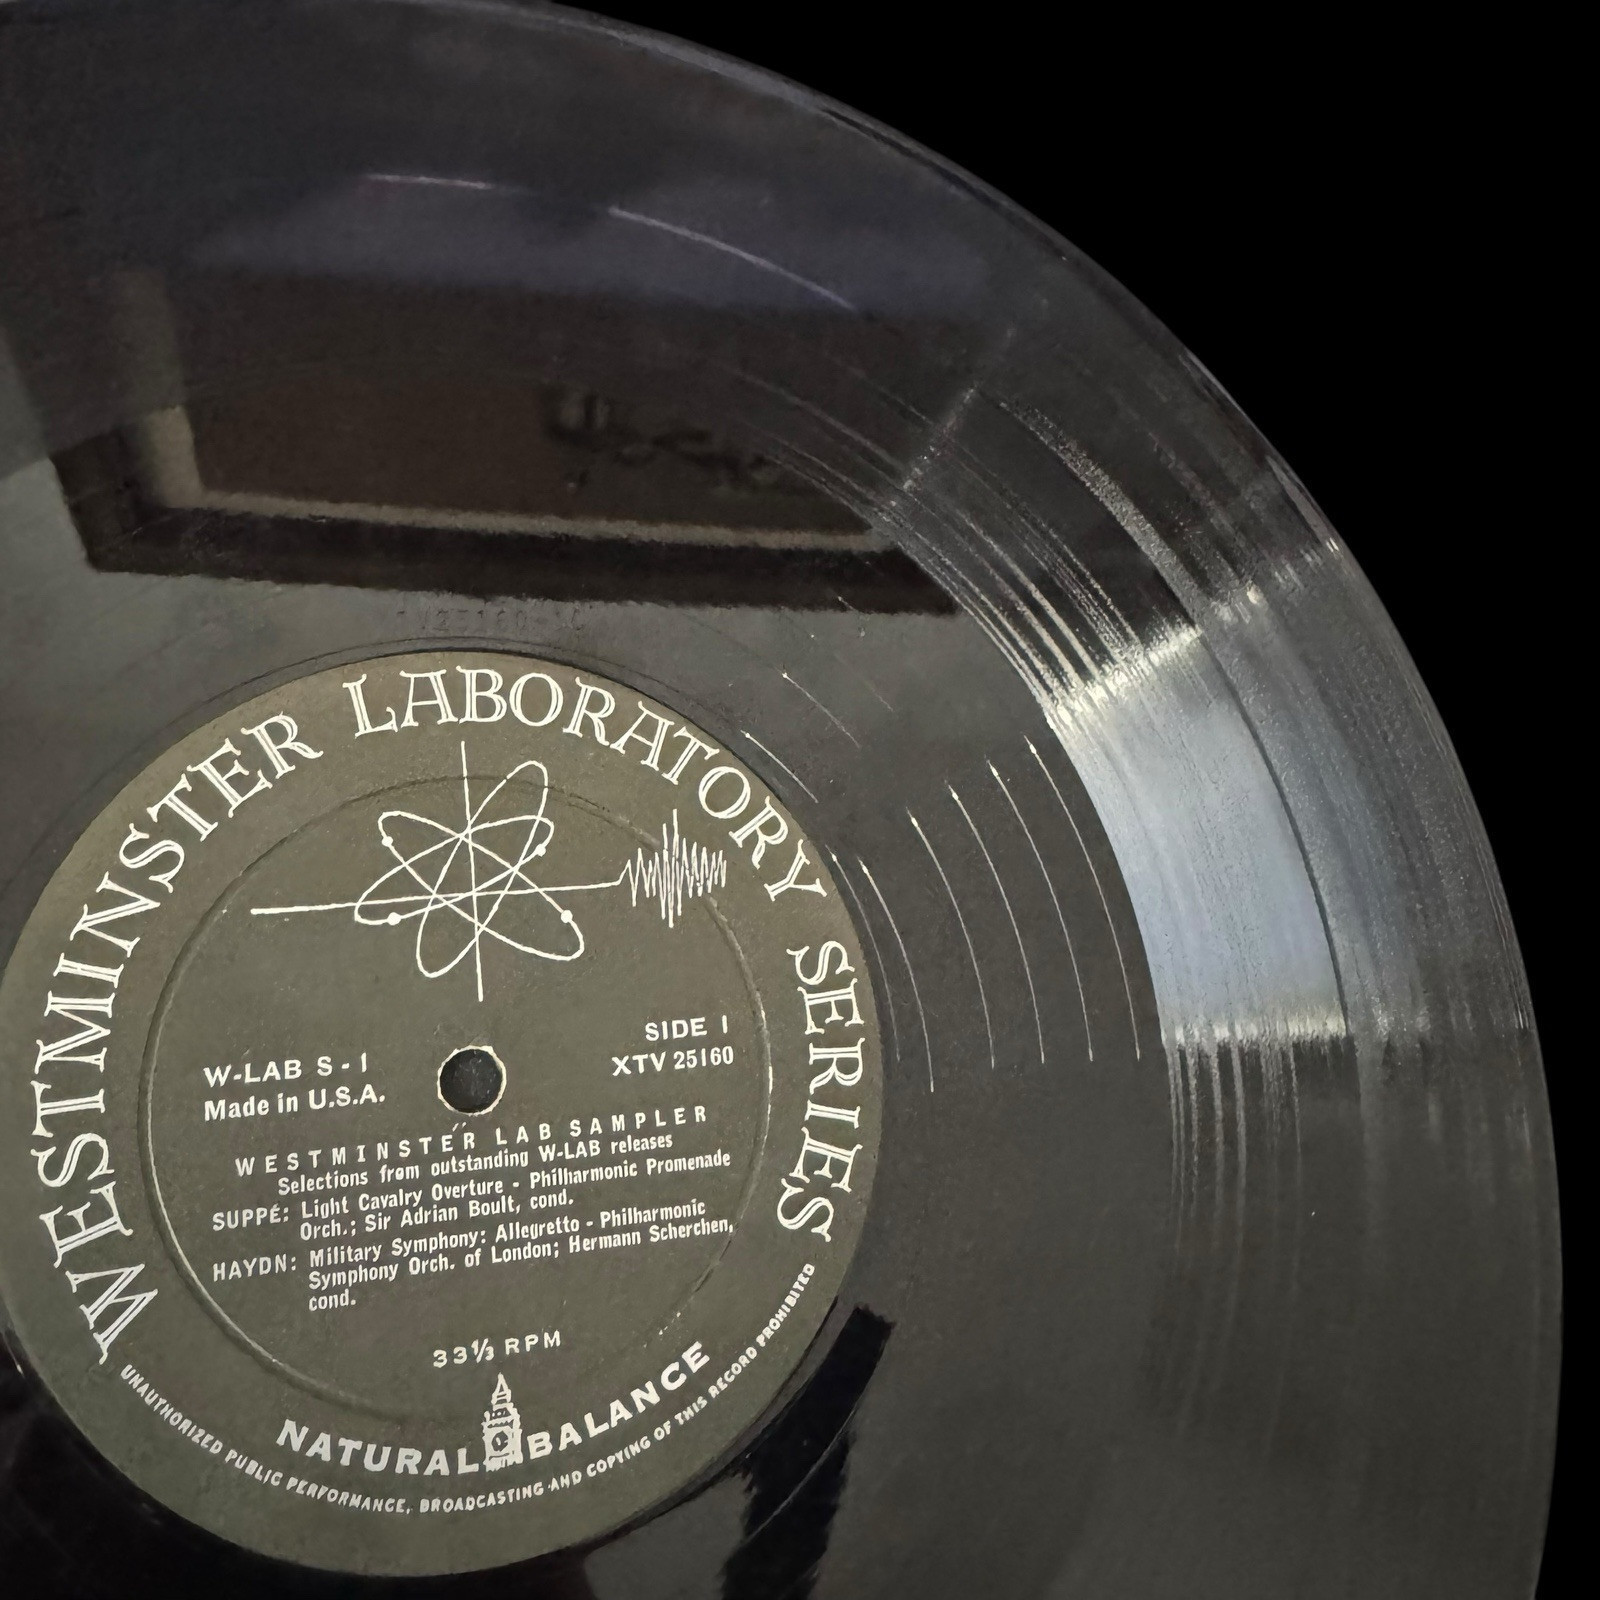 WESTMINSTER LABORATORY SERIES
SIDE 1
W-LAB S-1
XTV 25160
Made in U.S.A.
WESTMINSTER LAB SAMPLER
Selections from outstanding W-LAB releases
SUPPÉ: Light Cavalry Overture - Philharmonic Promenade
Orch.; Sir Adrian Boult, cond.
HAYDN: Military Symphony: Allegretto - Philharmonic
Symphony Orch. of London; Hermann Scherchen,
cond.
33⅓ RPM
NATURAL BALANCE
UNAUTHORIZED PUBLIC PERFORMANCE, BROADCASTING AND COPYING OF THIS RECORD PROHIBITED